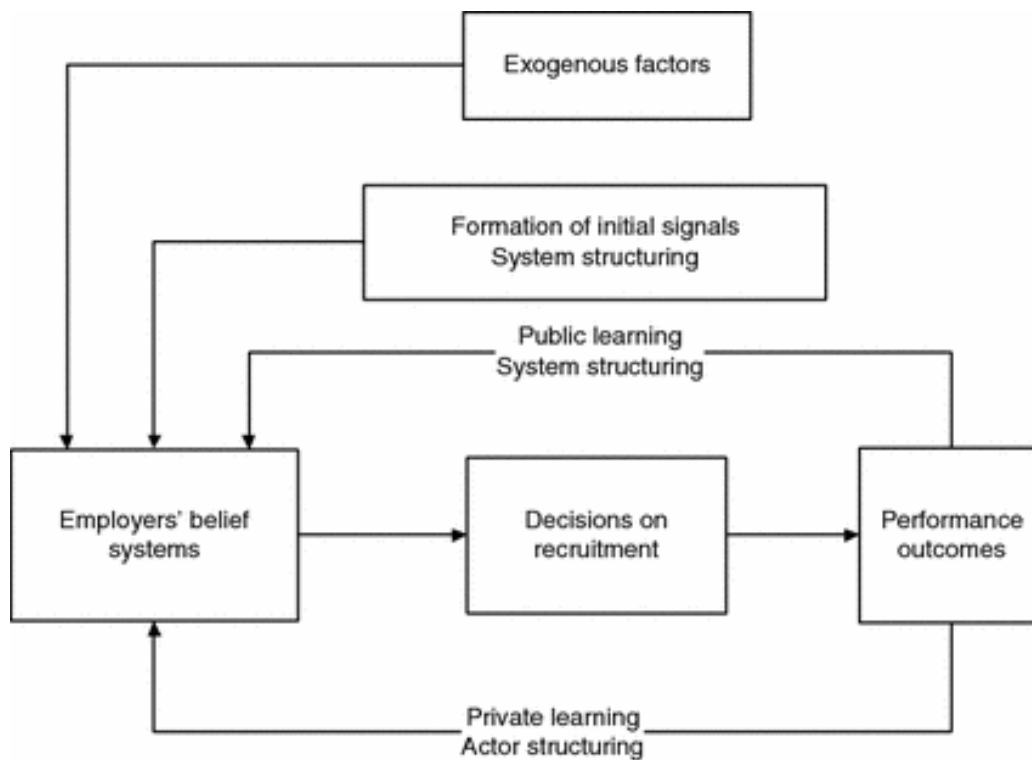 Exogenous factors
Formation of initial signals
System structuring
Public learning
System structuring
Employers’ belief
systems
Decisions on
recruitment
Performance
outcomes
Private learning
Actor structuring